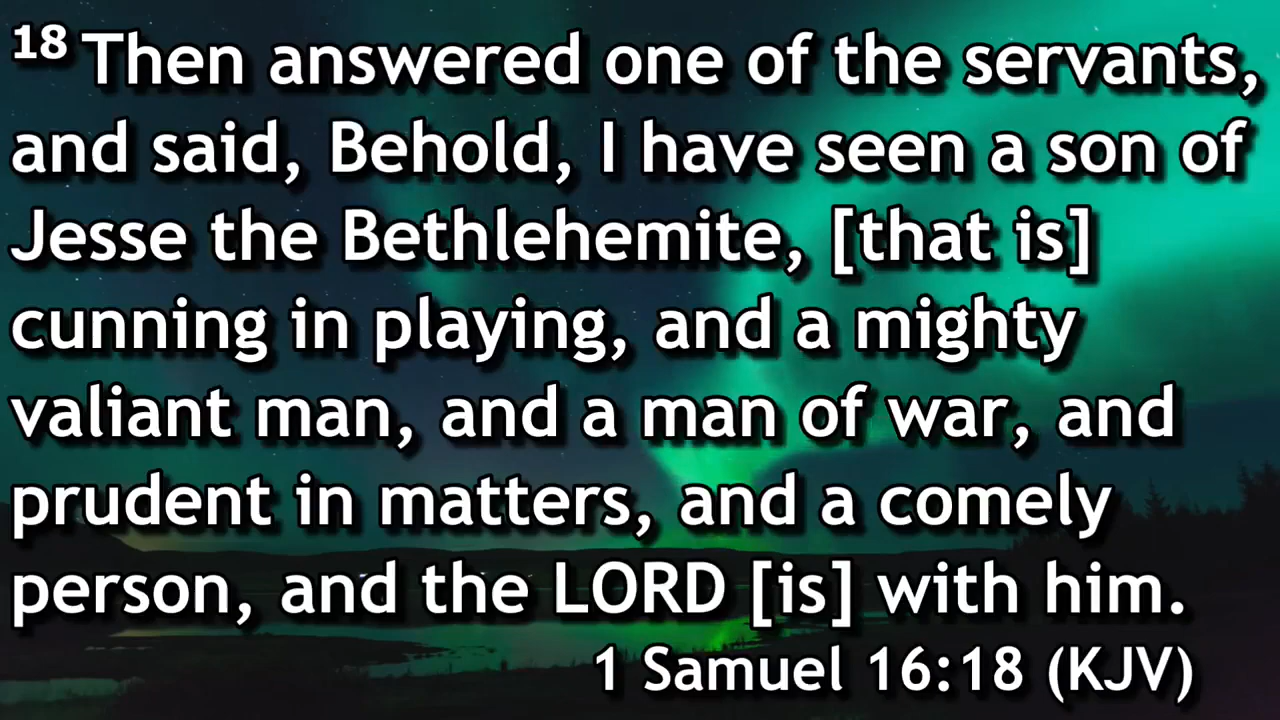 18 Then answered one of the servants,
and said, Behold, I have seen a son of
Jesse the Bethlehemite, [that is]
cunning in playing, and a mighty
valiant man, and a man of war, and
prudent in matters, and a comely
person, and the LORD [is] with him.
1 Samuel 16:18 (KJV)